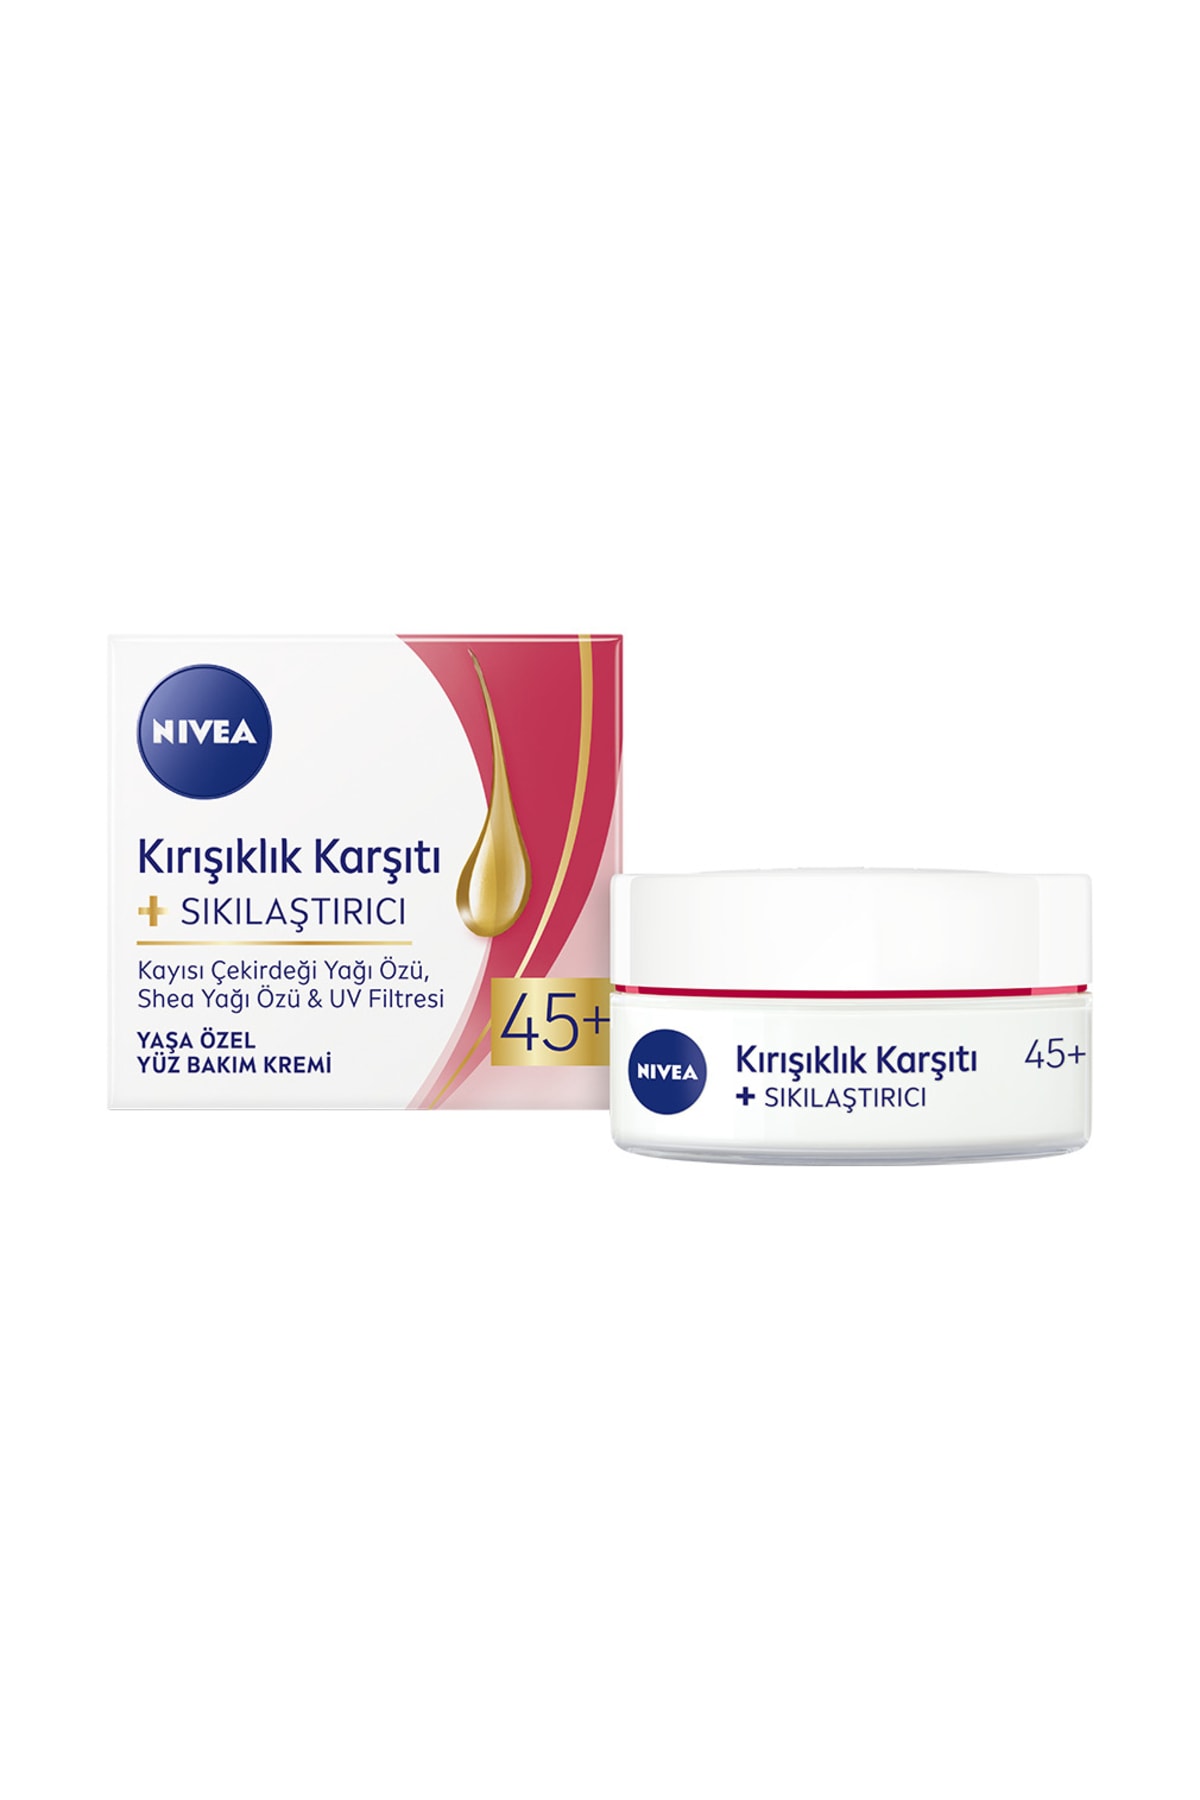 NIVEA
Kırışıklık Karşıtı
+ SIKILAŞTIRICI
Kayısı Çekirdeği Yağı Özü,
Shea Yağı Özü & UV Filtresi
YAŞA ÖZEL
YÜZ BAKIM KREMİ
45+
NIVEA
Kırışıklık Karşıtı
+ SIKILAŞTIRICI
45+